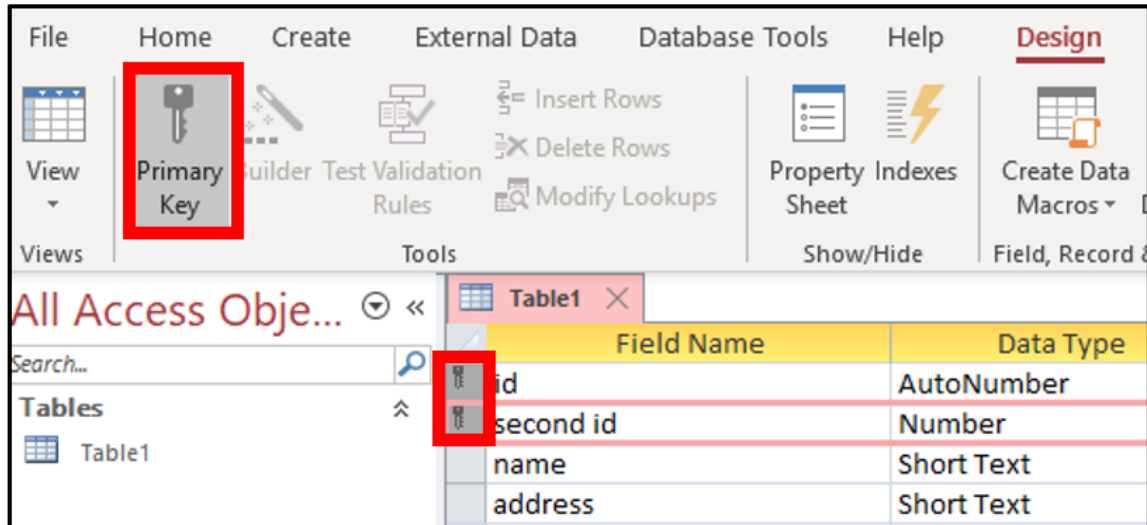 File Home Create External Data Database Tools Help Design
View
Primary
Key
Builder
Test Validation
Rules
Insert Rows
Delete Rows
Modify Lookups
Property
Sheet
Indexes
Create Data
Macros
Views
Tools
Show/Hide
Field, Record &
All Access Obje... «
Search...
Tables
Table1
Table1
Field Name Data Type
id AutoNumber
second id Number
name Short Text
address Short Text